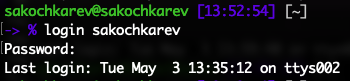 sakochkarev@sakochkarev [13:52:54] [~]
-> % login sakochkarev
Password:
Last login: Tue May  3 13:35:12 on ttys002